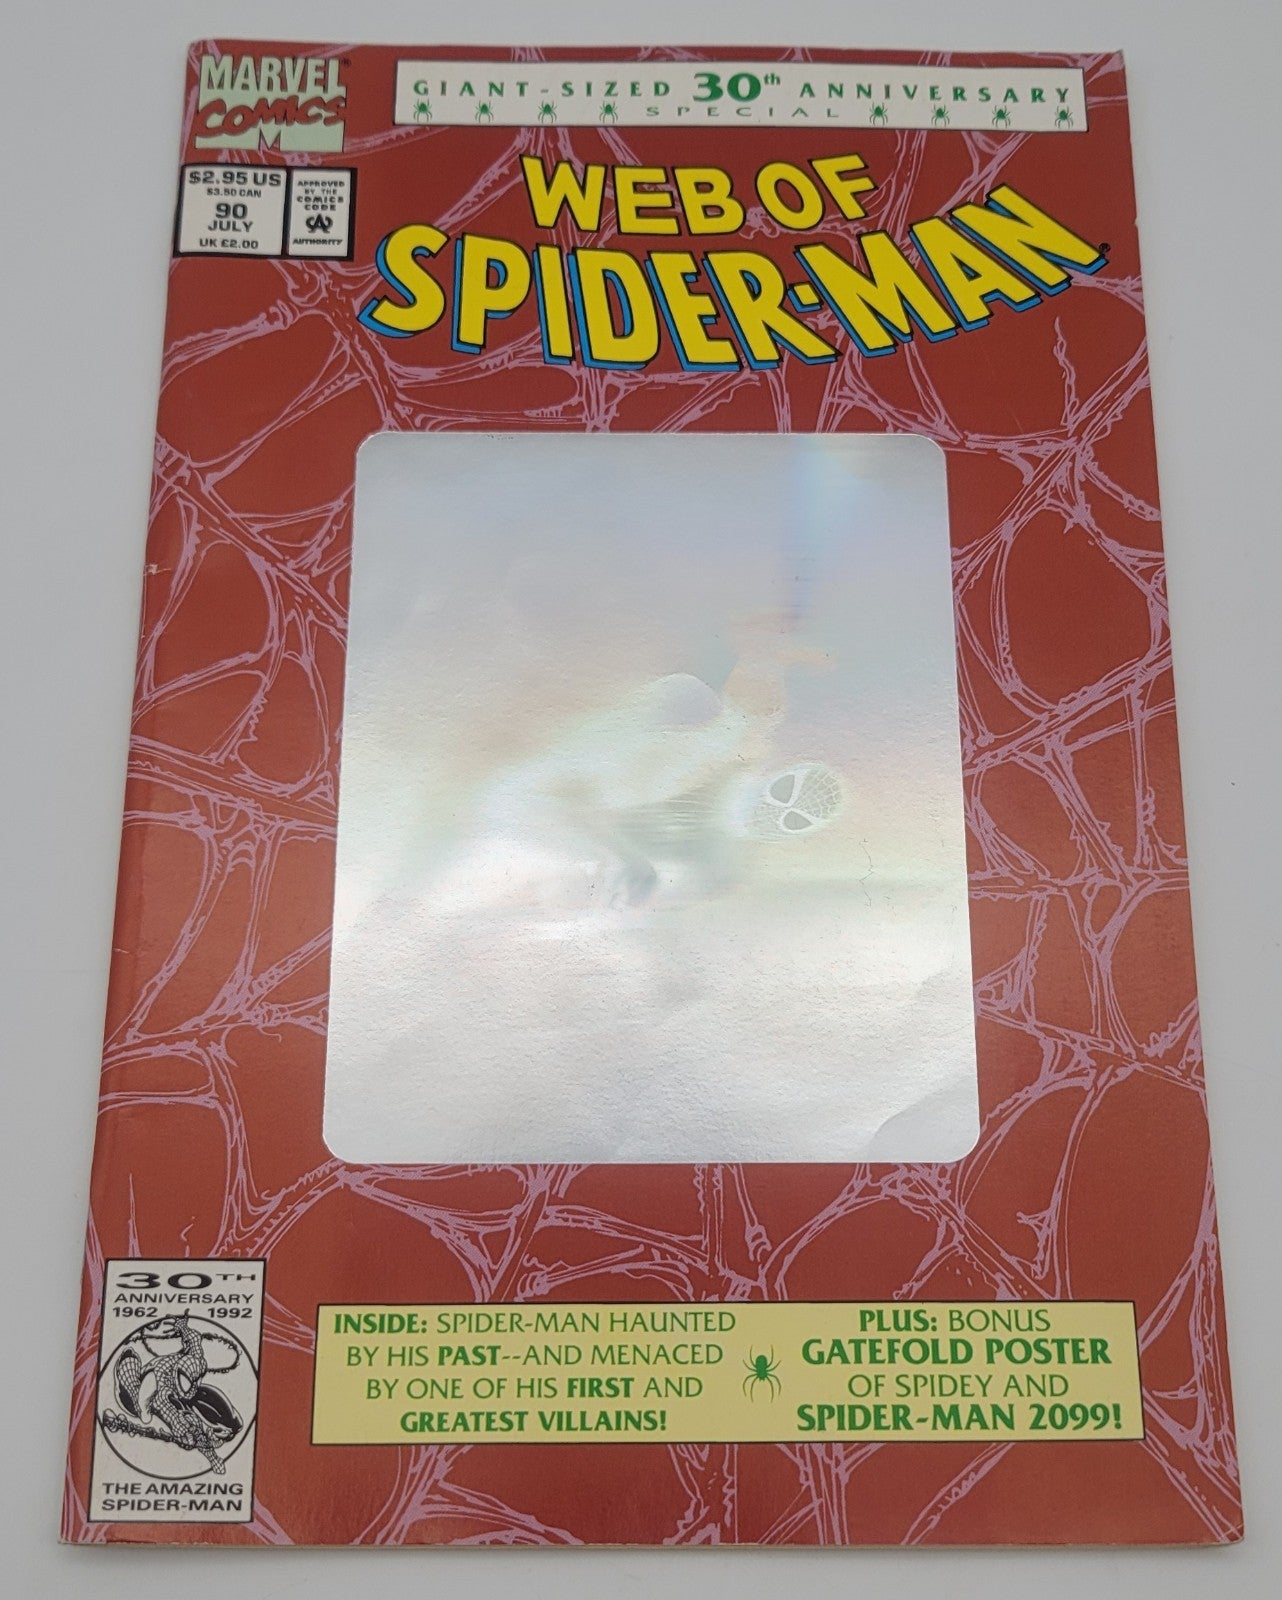 MARVEL
COMICS
GIANT-SIZED 30th ANNIVERSARY
SPECIAL
$2.95 US
$3.50 CAN
90
JULY
UK £2.00
APPROVED
BY THE
COMICS
CODE
CA
AUTHORITY
WEB OF
SPIDER-MAN®
30TH
ANNIVERSARY
1962 1992
THE AMAZING
SPIDER-MAN
INSIDE: SPIDER-MAN HAUNTED
BY HIS PAST--AND MENACED
BY ONE OF HIS FIRST AND
GREATEST VILLAINS!
PLUS: BONUS
GATEFOLD POSTER
OF SPIDEY AND
SPIDER-MAN 2099!